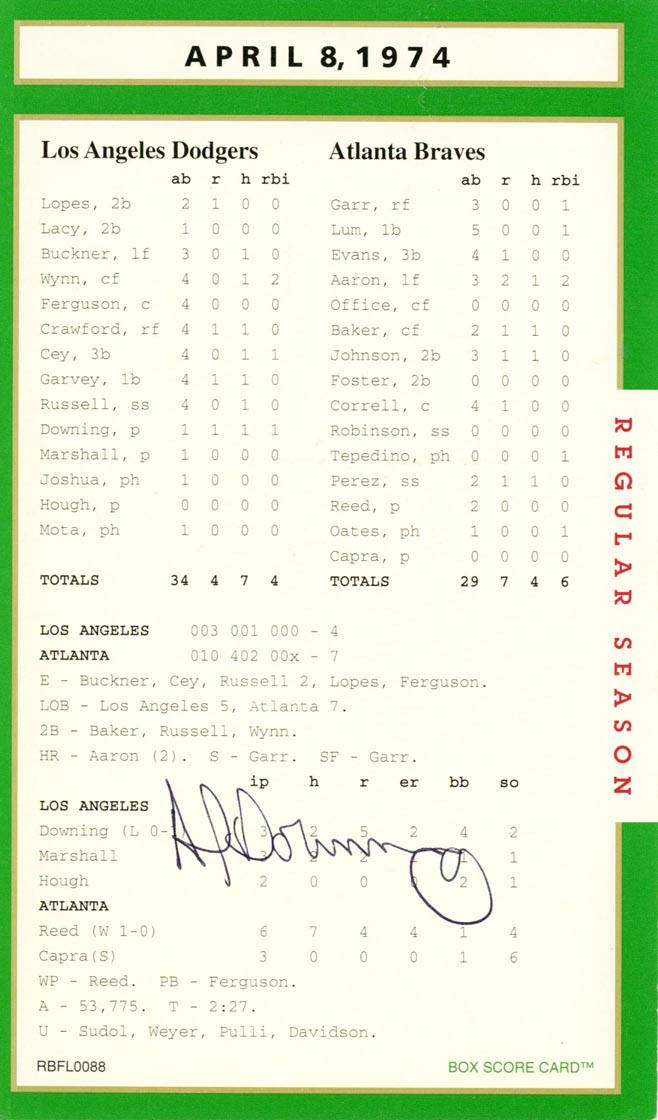 APRIL 8, 1974
Los Angeles Dodgers
ab r h rbi
Lopes, 2b 2 1 0 0
Lacy, 2b 1 0 0 0
Buckner, lf 3 0 1 0
Wynn, cf 4 0 1 2
Ferguson, c 4 0 0 0
Crawford, rf 4 1 1 0
Cey, 3b 4 0 1 1
Garvey, 1b 4 1 1 0
Russell, ss 4 0 1 0
Downing, p 1 1 1 1
Marshall, p 1 0 0 0
Joshua, ph 1 0 0 0
Hough, p 0 0 0 0
Mota, ph 1 0 0 0
TOTALS 34 4 7 4
Atlanta Braves
ab r h rbi
Garr, rf 3 0 0 1
Lum, 1b 5 0 0 1
Evans, 3b 4 1 0 0
Aaron, lf 3 2 1 2
Office, cf 0 0 0 0
Baker, cf 2 1 1 0
Johnson, 2b 3 1 1 0
Foster, 2b 0 0 0 0
Correll, c 4 1 0 0
Robinson, ss 0 0 0 0
Tepedino, ph 0 0 0 1
Perez, ss 2 1 1 0
Reed, p 2 0 0 0
Oates, ph 1 0 0 1
Capra, p 0 0 0 0
TOTALS 29 7 4 6
LOS ANGELES 003 001 000 - 4
ATLANTA 010 402 00x - 7
E - Buckner, Cey, Russell 2, Lopes, Ferguson.
LOB - Los Angeles 5, Atlanta 7.
2B - Baker, Russell, Wynn.
HR - Aaron (2). S - Garr. SF - Garr.
ip h r er bb so
LOS ANGELES
Downing (L 0- 3 2 5 2 4 2
Marshall 3 2 2 1 1
Hough 2 0 0 0 2 1
ATLANTA
Reed (W 1-0) 6 7 4 4 1 4
Capra(S) 3 0 0 0 1 6
WP - Reed. PB - Ferguson.
A - 53,775. T - 2:27.
U - Sudol, Weyer, Pulli, Davidson.
RBFL0088
BOX SCORE CARD™
REGULAR SEASON
Al Downing